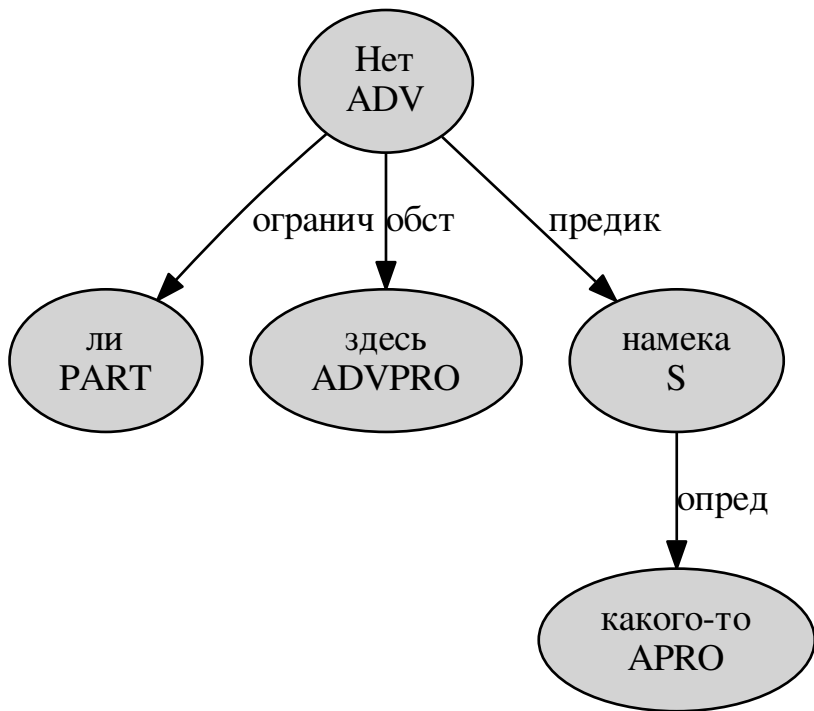 Нет
ADV
огранич обст предик
ли
PART
здесь
ADVPRO
намека
S
опред
какого-то
APRO